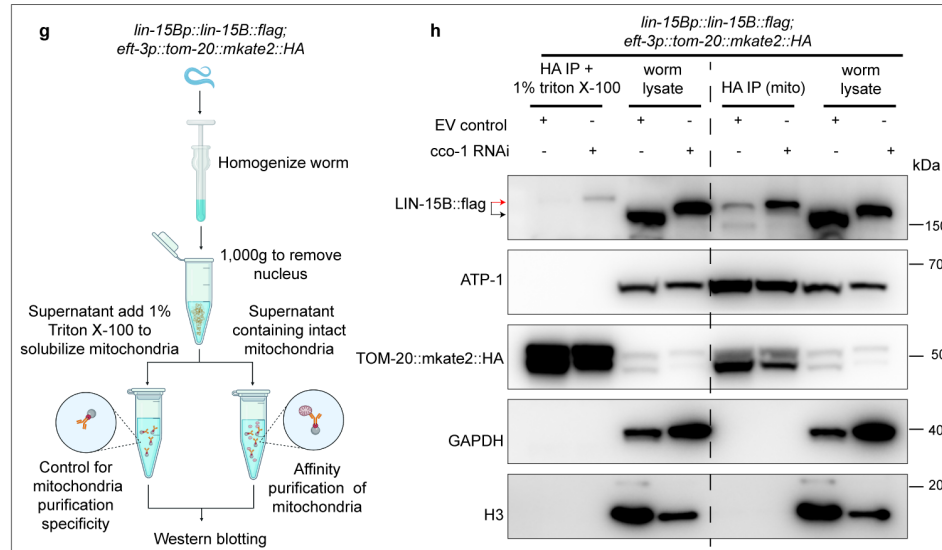 g
lin-15Bp::lin-15B::flag;
eft-3p::tom-20::mkate2::HA
Homogenize worm
1,000g to remove
nucleus
Supernatant add 1%
Triton X-100 to
solubilize mitochondria
Supernatant
containing intact
mitochondria
Control for
mitochondria
purification
specificity
Affinity
purification of
mitochondria
Western blotting
h
lin-15Bp::lin-15B::flag;
eft-3p::tom-20::mkate2::HA
HA IP +
1% triton X-100
worm
lysate
HA IP (mito)
worm
lysate
EV control + - + - + - + -
cco-1 RNAi - + - + - + - +
kDa
LIN-15B::flag
150
ATP-1
70
TOM-20::mkate2::HA
50
GAPDH
40
H3
20